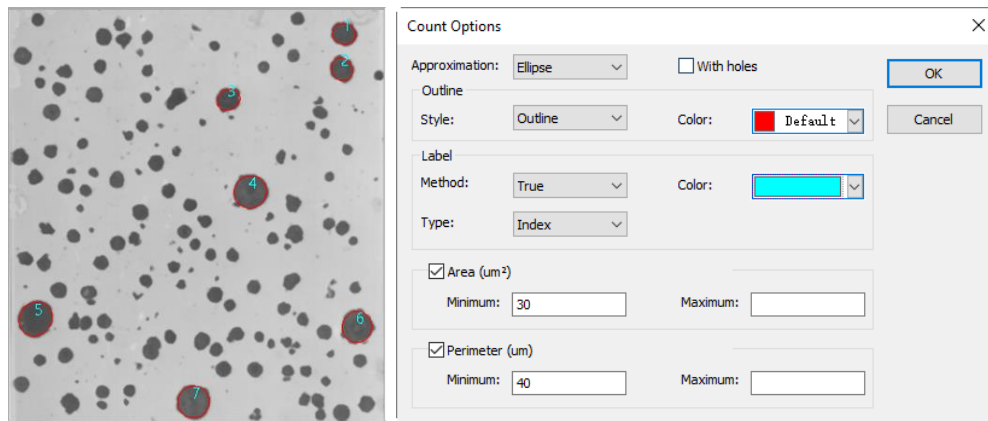 1
2
3
4
5
6
7
Count Options
Approximation: Ellipse With holes
OK
Outline
Style: Outline Color: Default
Cancel
Label
Method: True Color:
Type: Index
Area (um²)
Minimum: 30 Maximum:
Perimeter (um)
Minimum: 40 Maximum: